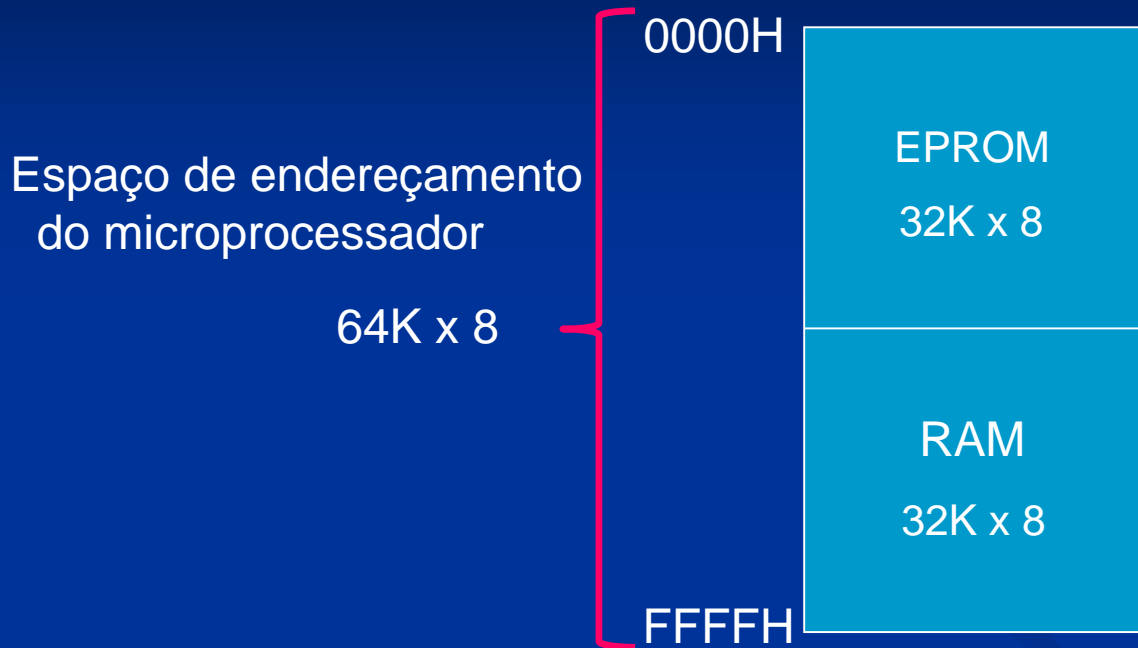 0000H
Espaço de endereçamento
do microprocessador
64K x 8
EPROM
32K x 8
RAM
32K x 8
FFFFH